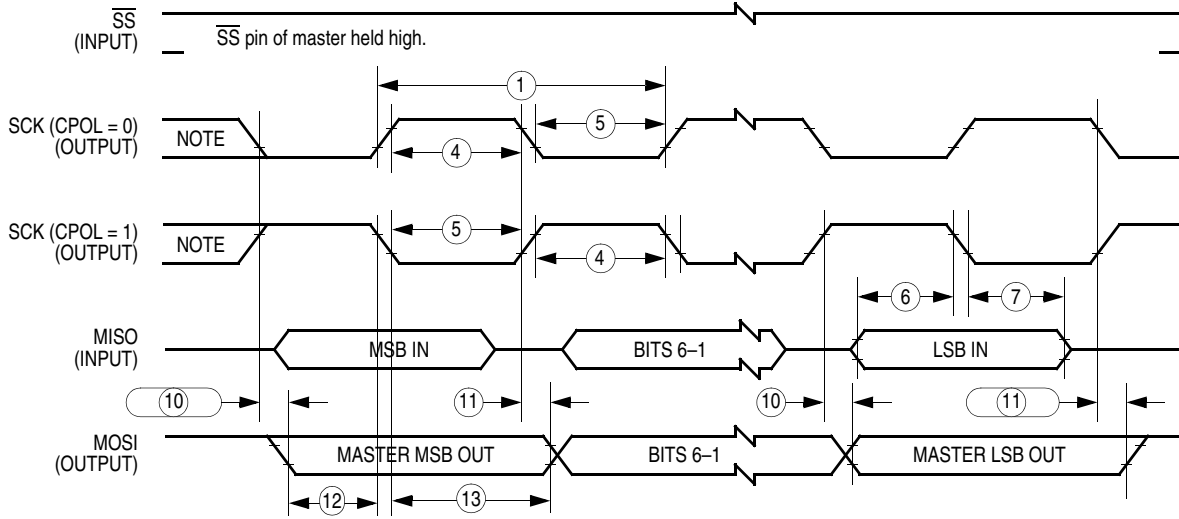 SS
(INPUT)
SS pin of master held high.
1
SCK (CPOL = 0)
(OUTPUT)
NOTE
5
4
SCK (CPOL = 1)
(OUTPUT)
NOTE
5
4
6
7
MISO
(INPUT)
MSB IN
BITS 6–1
LSB IN
10
11
10
11
MOSI
(OUTPUT)
MASTER MSB OUT
BITS 6–1
MASTER LSB OUT
12
13